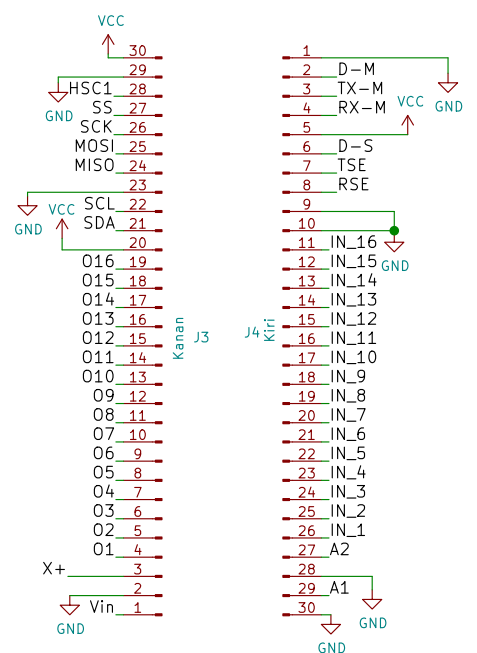 VCC
30
29
HSC1 28
GND
SS 27
SCK 26
MOSI 25
MISO 24
23
GND
SCL 22
VCC
SDA 21
20
O16 19
O15 18
O14 17
O13 16
O12 15
O11 14
O10 13
O9 12
O8 11
O7 10
O6 9
O5 8
O4 7
O3 6
O2 5
O1 4
X+ 3
2
GND
Vin 1
Kanan
J3
J4
Kiri
1
GND
2 D-M
3 TX-M
4 RX-M
VCC
5
6 D-S
7 TSE
8 RSE
9
10
GND
11 IN_16
12 IN_15
13 IN_14
14 IN_13
15 IN_12
16 IN_11
17 IN_10
18 IN_9
19 IN_8
20 IN_7
21 IN_6
22 IN_5
23 IN_4
24 IN_3
25 IN_2
26 IN_1
27 A2
28
GND
29 A1
30
GND